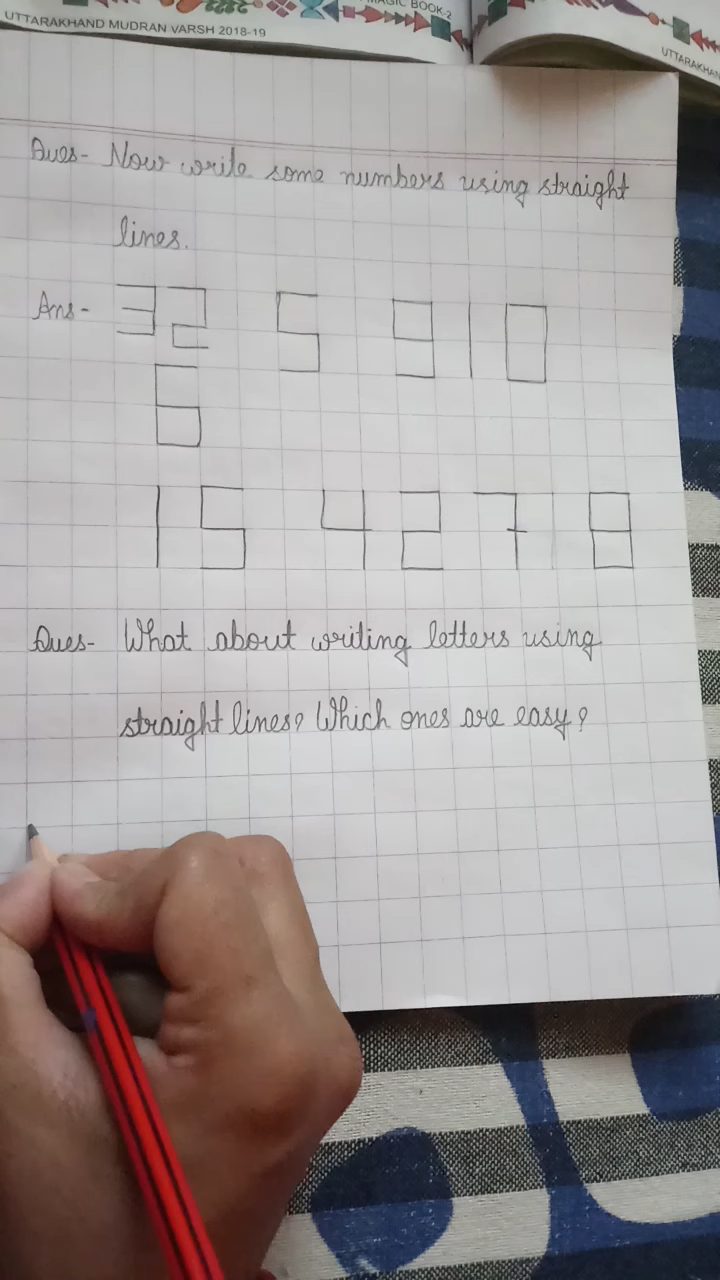 MAGIC BOOK-2
UTTARAKHAND MUDRAN VARSH 2018-19
UTTARAKHAN
Ques- Now write some numbers using straight
lines.
Ans- 32 5 9 10
6
15 4 2 7 8
Ques- What about writing letters using
straight lines? Which ones are easy?